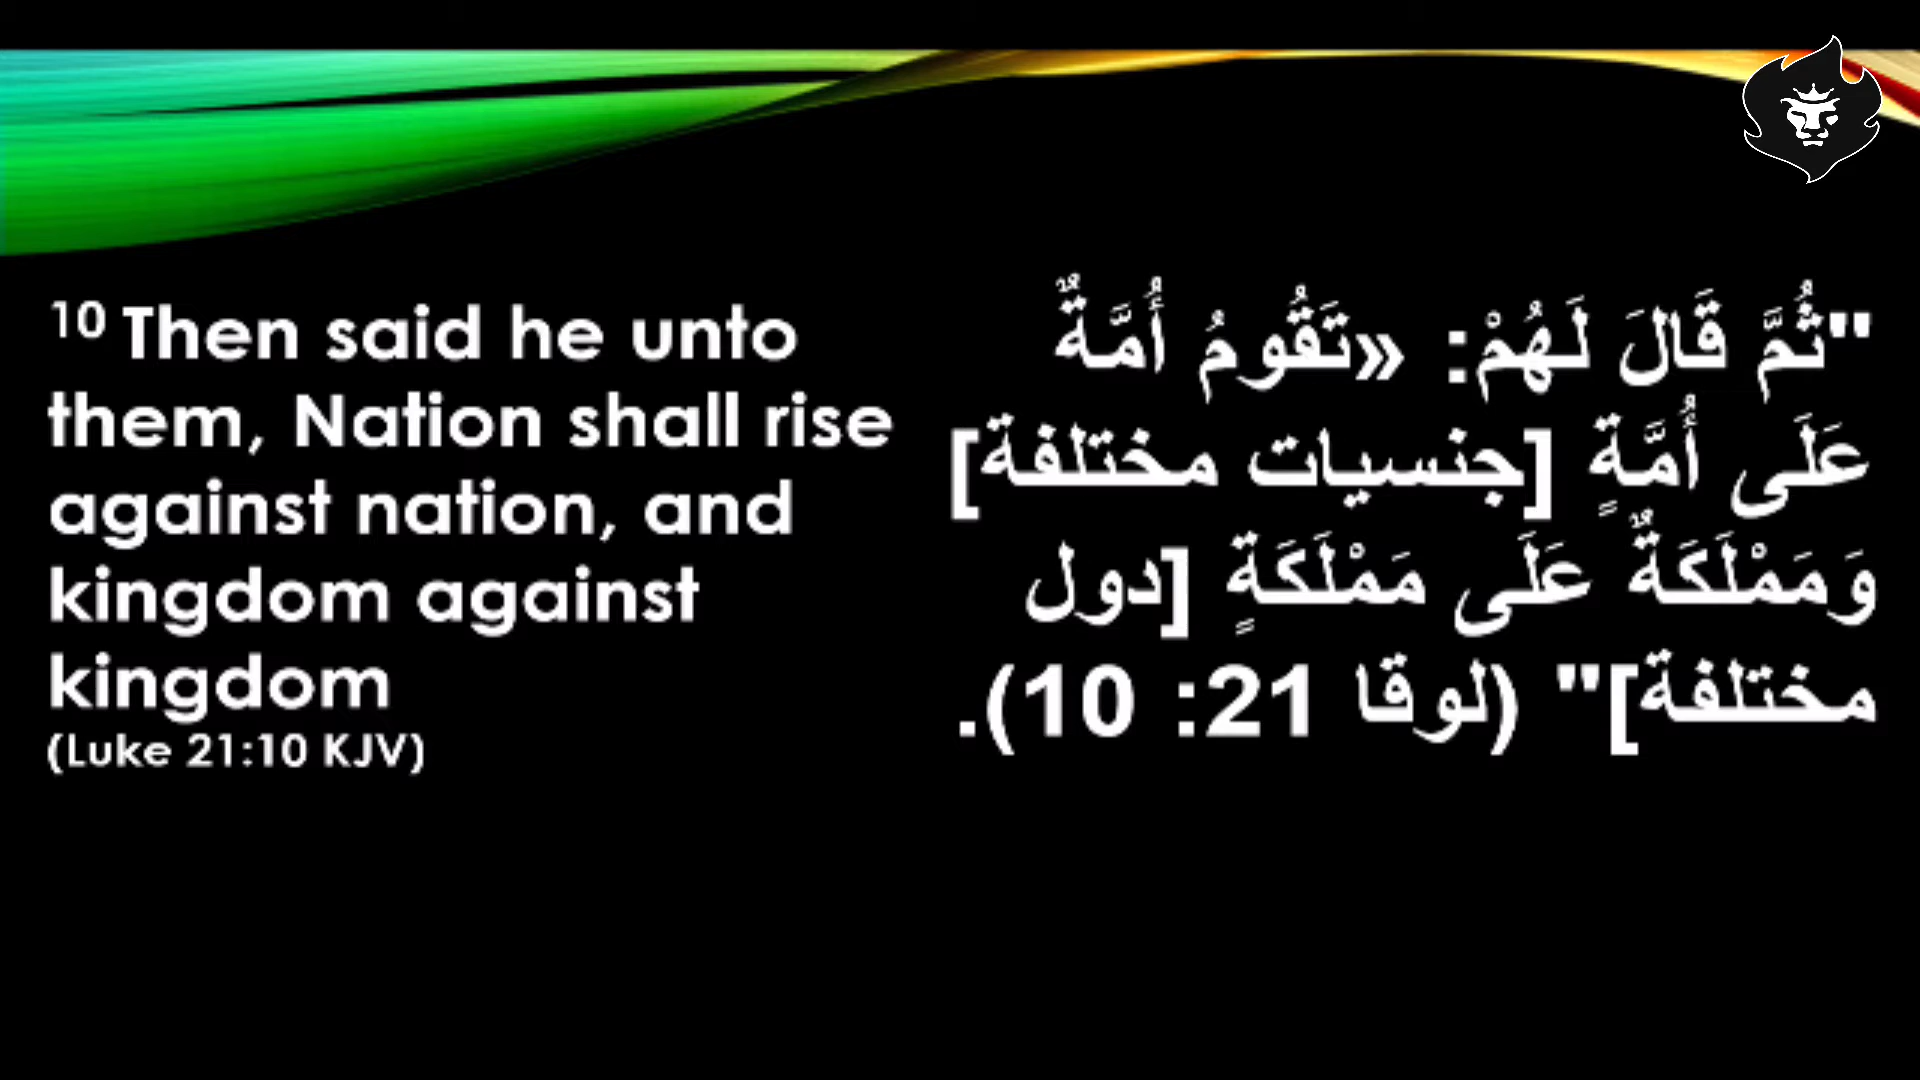 10 Then said he unto
them, Nation shall rise
against nation, and
kingdom against
kingdom
(Luke 21:10 KJV)
"ثُمَّ قَالَ لَهُمْ: «تَقُومُ أُمَّةٌ
عَلَى أُمَّةٍ [جنسيات مختلفة]
وَمَمْلَكَةٌ عَلَى مَمْلَكَةٍ [دول
مختلفة]" (لوقا 21: 10).